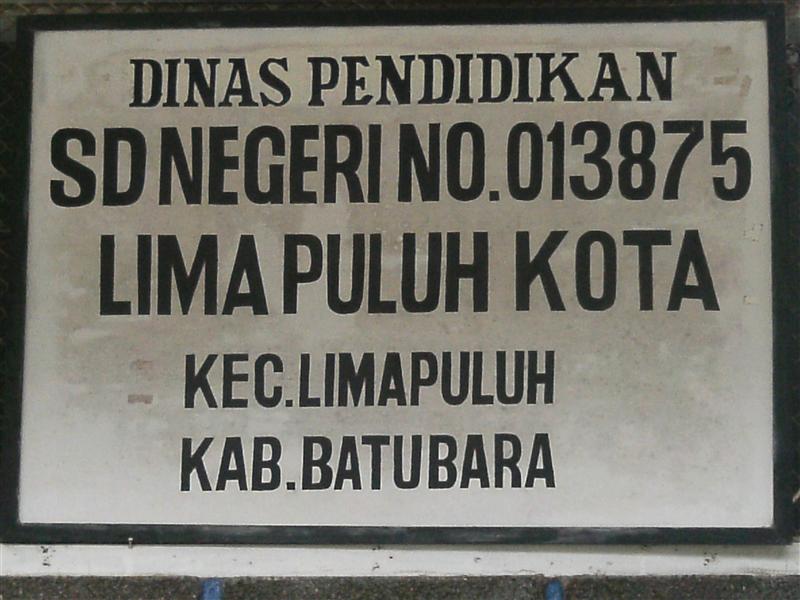 DINAS PENDIDIKAN
SD NEGERI NO.013875
LIMA PULUH KOTA
KEC.LIMAPULUH
KAB.BATUBARA